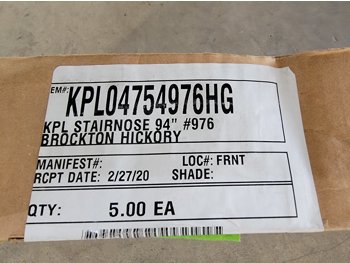 EM#: KPL04754976HG
KPL STAIRNOSE 94" #976
BROCKTON HICKORY
MANIFEST#: LOC#: FRNT
RCPT DATE: 2/27/20 SHADE:
QTY: 5.00 EA